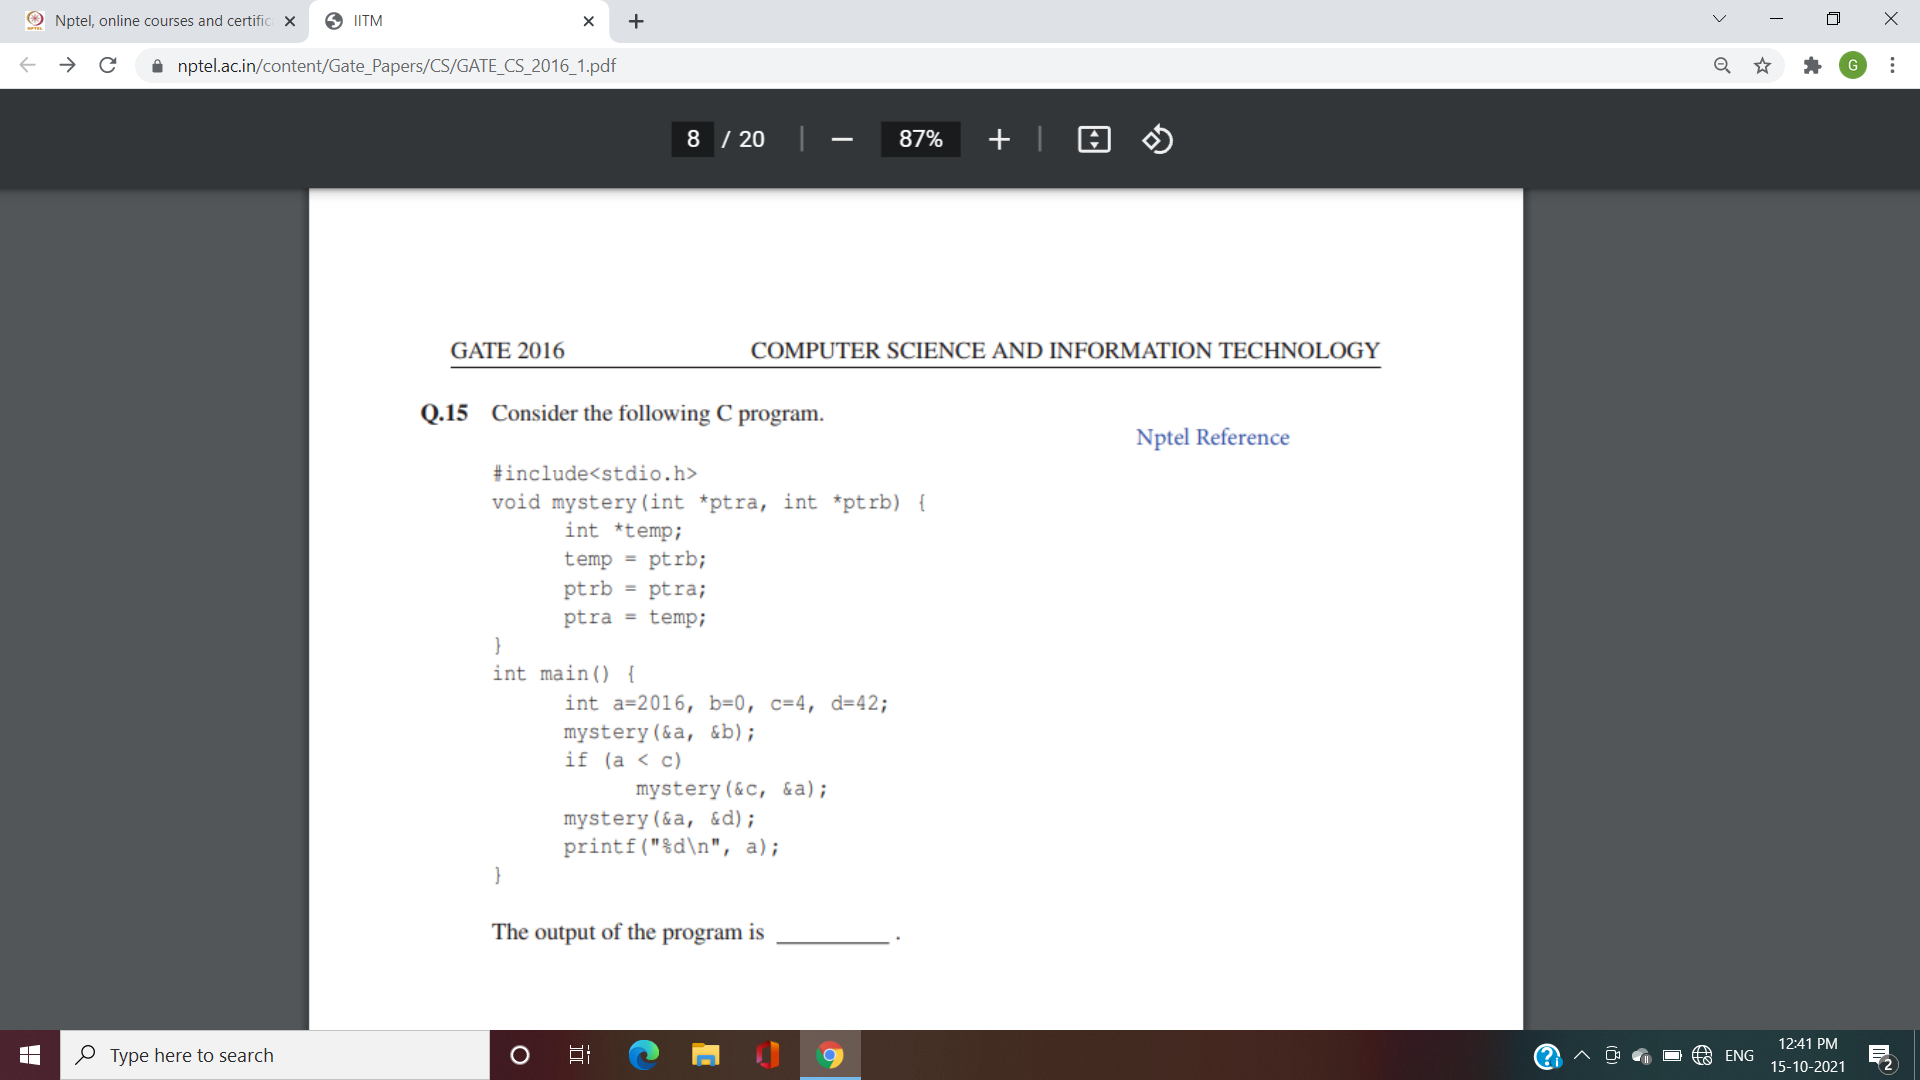 Nptel, online courses and certific
IITM
nptel.ac.in/content/Gate_Papers/CS/GATE_CS_2016_1.pdf
G
8 / 20
87%
GATE 2016 COMPUTER SCIENCE AND INFORMATION TECHNOLOGY
Q.15 Consider the following C program.
Nptel Reference
#include<stdio.h>
void mystery(int *ptra, int *ptrb) {
int *temp;
temp = ptrb;
ptrb = ptra;
ptra = temp;
}
int main() {
int a=2016, b=0, c=4, d=42;
mystery(&a, &b);
if (a < c)
mystery(&c, &a);
mystery(&a, &d);
printf("%d\n", a);
}
The output of the program is __________ .
Type here to search
ENG
12:41 PM
15-10-2021
2